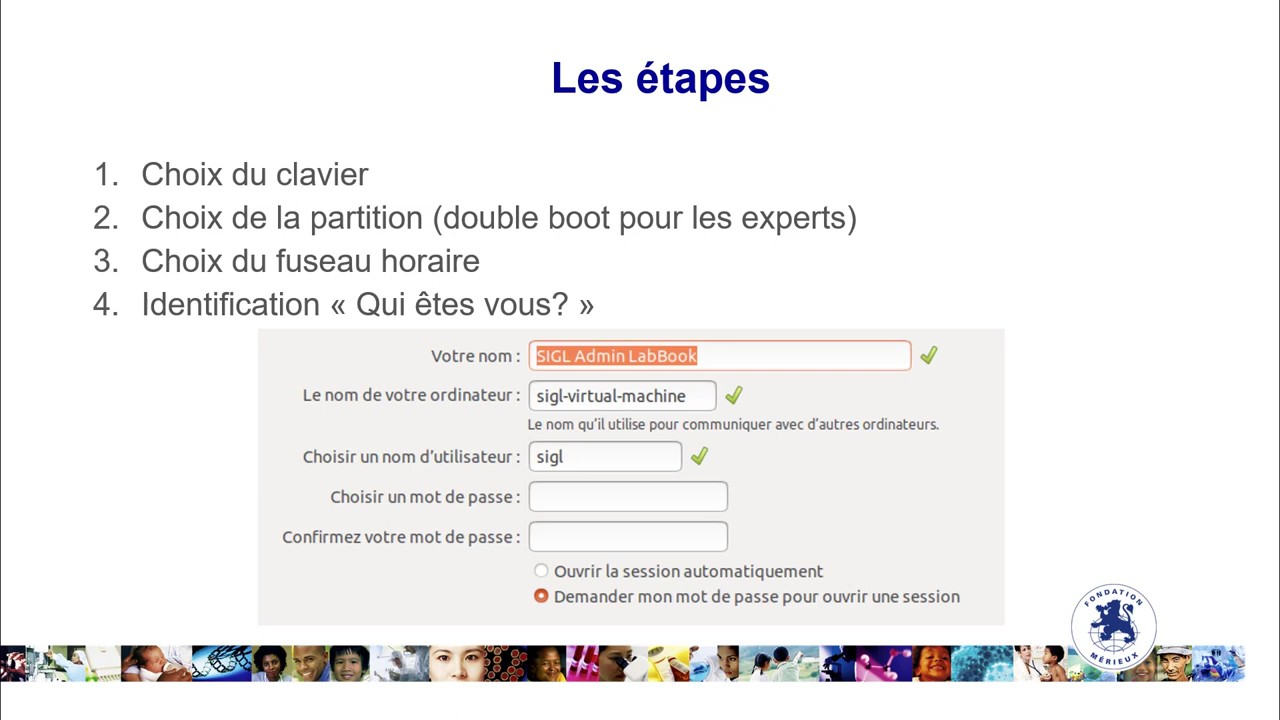 Les étapes
1. Choix du clavier
2. Choix de la partition (double boot pour les experts)
3. Choix du fuseau horaire
4. Identification « Qui êtes vous? »
Votre nom : SIGL Admin LabBook
Le nom de votre ordinateur : sigl-virtual-machine
Le nom qu'il utilise pour communiquer avec d'autres ordinateurs.
Choisir un nom d'utilisateur : sigl
Choisir un mot de passe :
Confirmez votre mot de passe :
Ouvrir la session automatiquement
Demander mon mot de passe pour ouvrir une session
FONDATION
MÉRIEUX